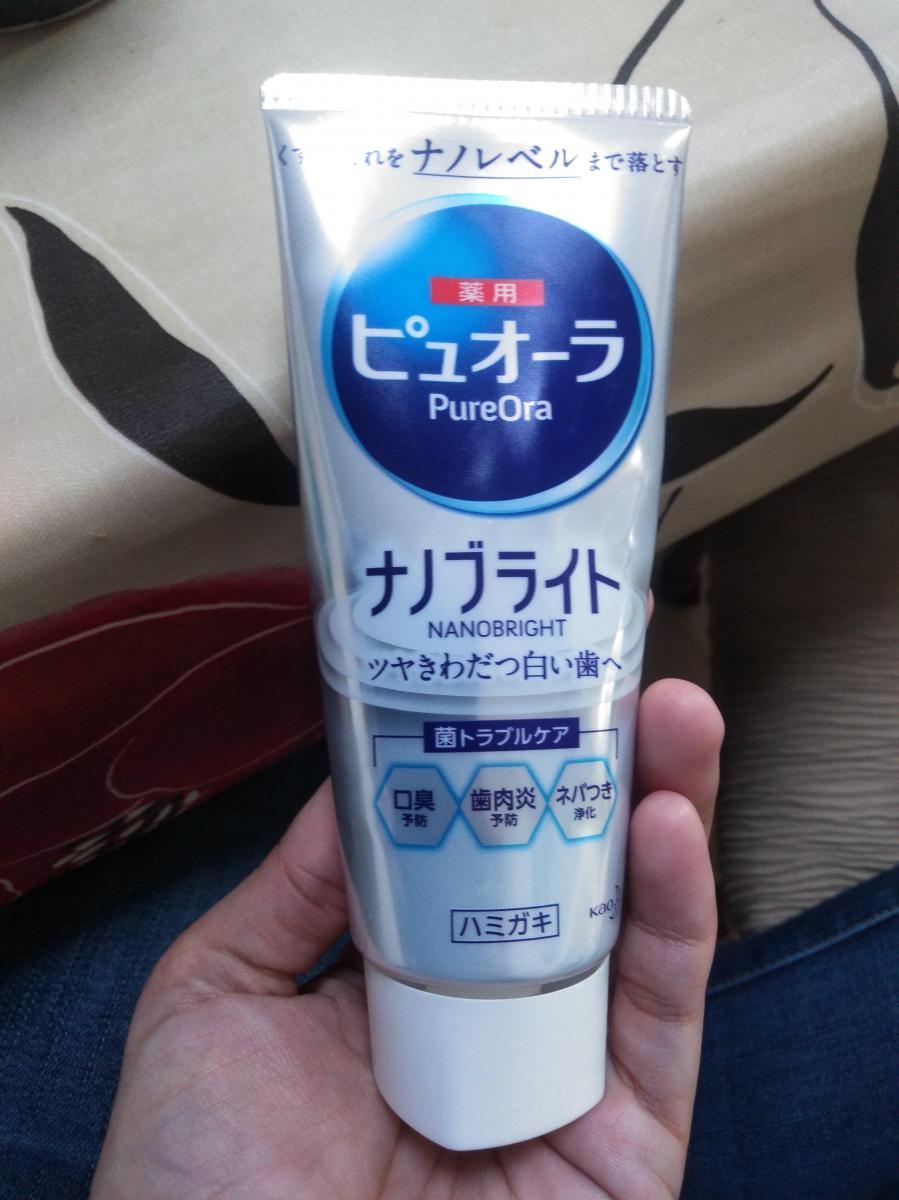 れをナノレベルまで落とす
薬用
ピュオーラ
PureOra
ナノブライト
NANOBRIGHT
ツヤきわだつ白い歯へ
菌トラブルケア
口臭
予防
歯肉炎
予防
ネバつき
浄化
Kao
ハミガキ